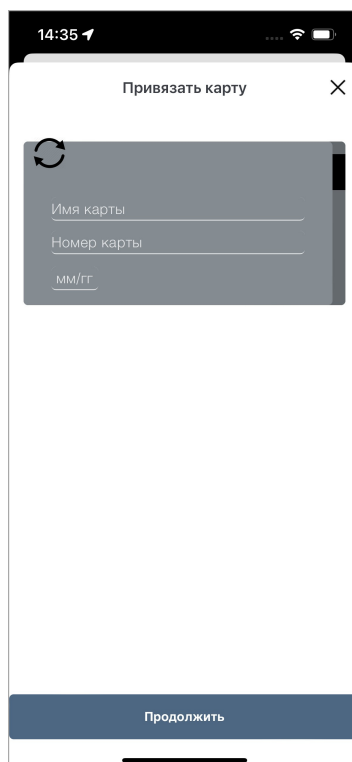 14:35
Привязать карту
Имя карты
Номер карты
мм/гг
Продолжить